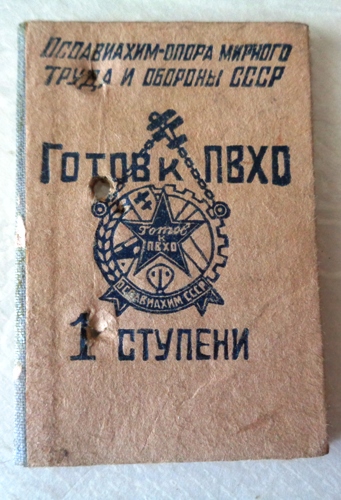 Осоавиахим-опора мирного
труда и обороны СССР
Готов к ПВХО
Готов
к
ПВХО
ОСОАВИАХИМ СССР
1 СТУПЕНИ